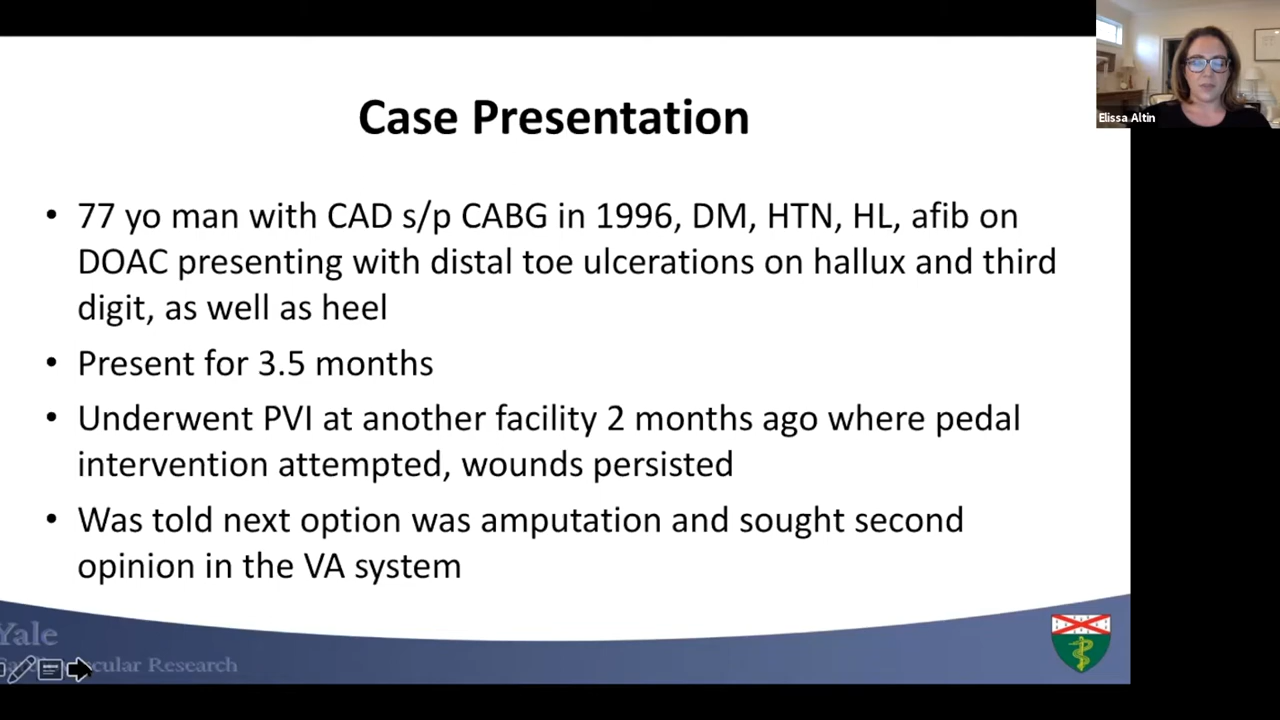 Case Presentation
Elissa Altin
• 77 yo man with CAD s/p CABG in 1996, DM, HTN, HL, afib on
DOAC presenting with distal toe ulcerations on hallux and third
digit, as well as heel
• Present for 3.5 months
• Underwent PVI at another facility 2 months ago where pedal
intervention attempted, wounds persisted
• Was told next option was amputation and sought second
opinion in the VA system
Yale
Cardiovascular Research